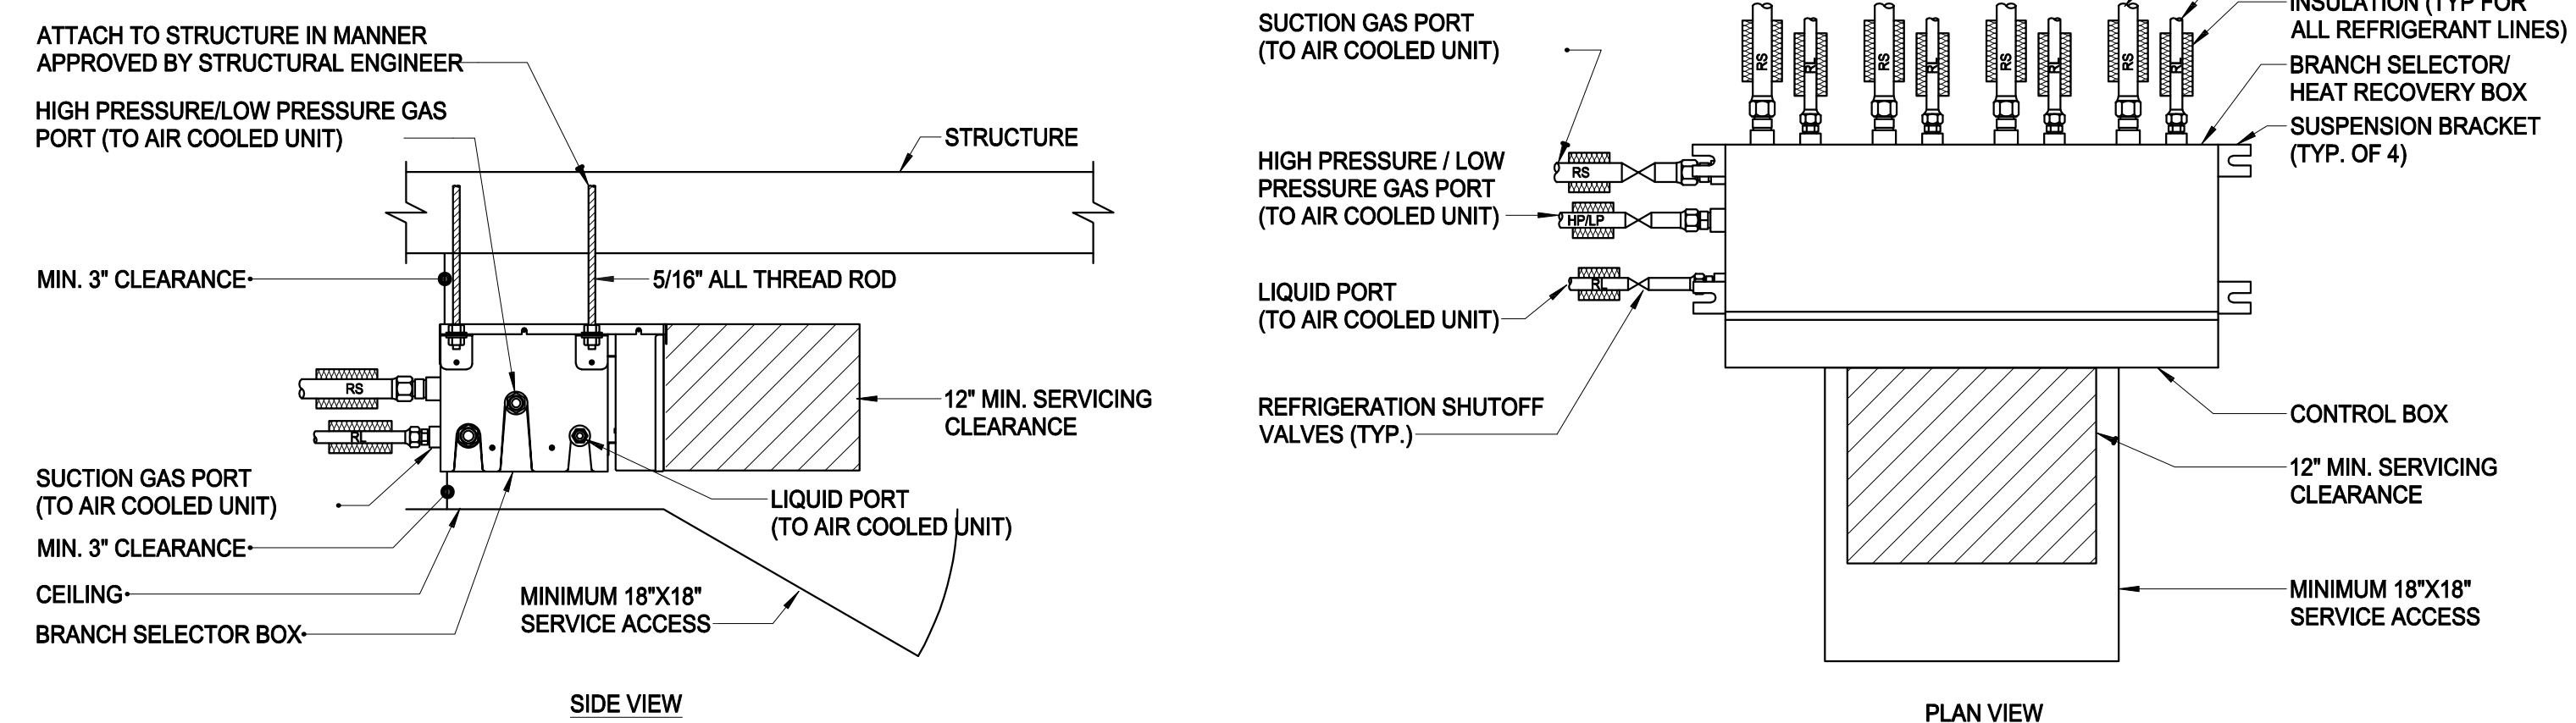 ATTACH TO STRUCTURE IN MANNER
APPROVED BY STRUCTURAL ENGINEER
HIGH PRESSURE/LOW PRESSURE GAS
PORT (TO AIR COOLED UNIT)
STRUCTURE
MIN. 3" CLEARANCE
5/16" ALL THREAD ROD
RS
RL
12" MIN. SERVICING
CLEARANCE
SUCTION GAS PORT
(TO AIR COOLED UNIT)
LIQUID PORT
(TO AIR COOLED UNIT)
MIN. 3" CLEARANCE
CEILING
MINIMUM 18"X18"
SERVICE ACCESS
BRANCH SELECTOR BOX
SIDE VIEW
SUCTION GAS PORT
(TO AIR COOLED UNIT)
HIGH PRESSURE / LOW
PRESSURE GAS PORT
(TO AIR COOLED UNIT)
LIQUID PORT
(TO AIR COOLED UNIT)
REFRIGERATION SHUTOFF
VALVES (TYP.)
RS
RL
RS
RL
RS
RL
RS
RL
RS
HP/LP
RL
INSULATION (TYP FOR
ALL REFRIGERANT LINES)
BRANCH SELECTOR/
HEAT RECOVERY BOX
SUSPENSION BRACKET
(TYP. OF 4)
CONTROL BOX
12" MIN. SERVICING
CLEARANCE
MINIMUM 18"X18"
SERVICE ACCESS
PLAN VIEW